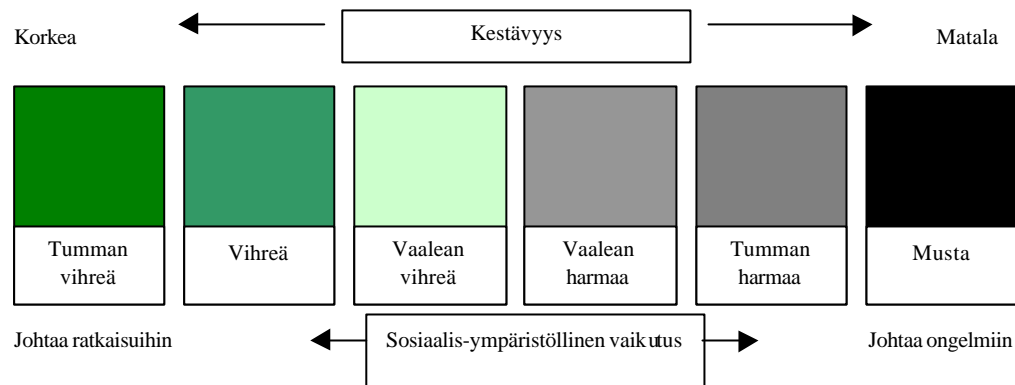 Korkea
Kestävyys
Matala
Tumman
vihreä
Vihreä
Vaalean
vihreä
Vaalean
harmaa
Tumman
harmaa
Musta
Johtaa ratkaisuihin
Sosiaalis-ympäristöllinen vaikutus
Johtaa ongelmiin